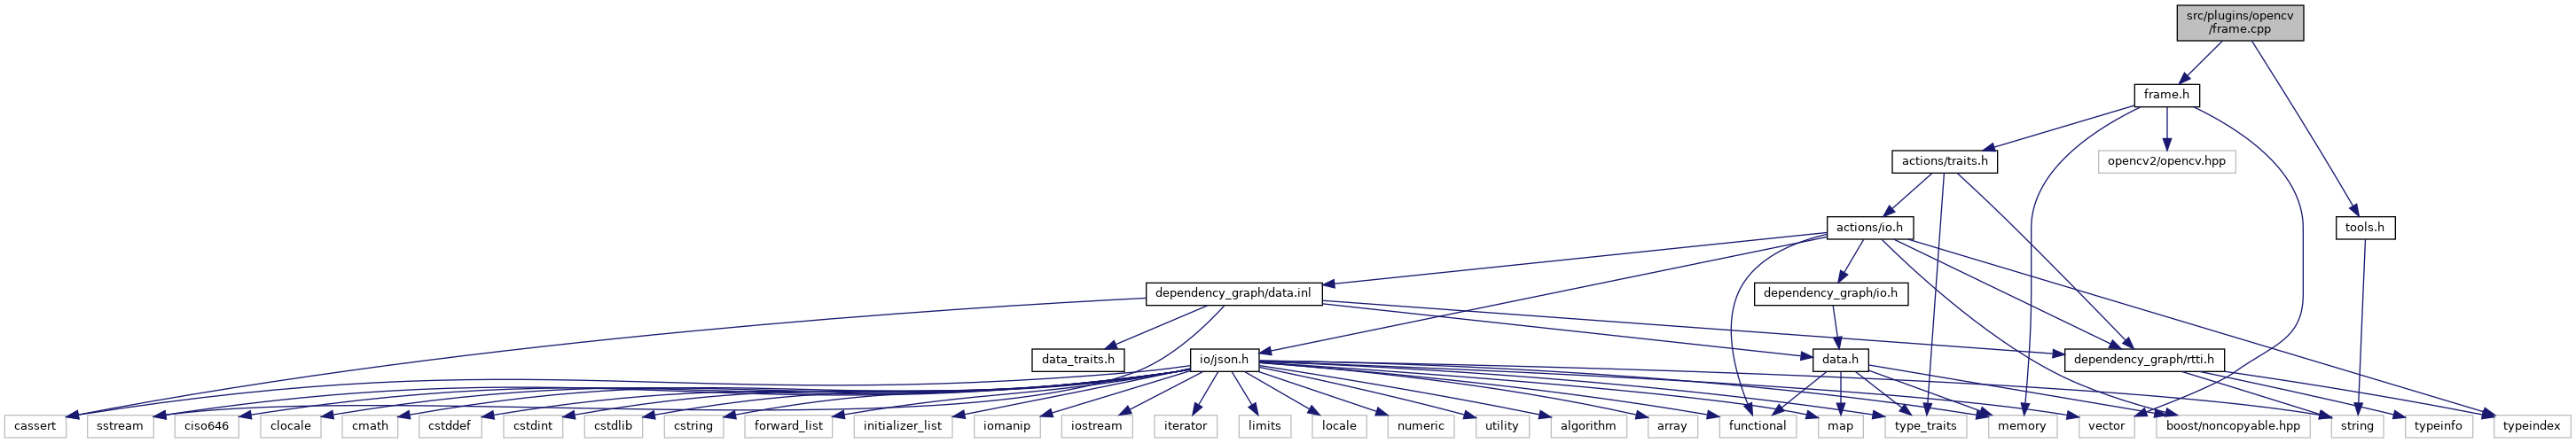 src/plugins/opencv
/frame.cpp
frame.h
actions/traits.h
opencv2/opencv.hpp
actions/io.h
tools.h
dependency_graph/data.inl
dependency_graph/io.h
data_traits.h
io/json.h
data.h
dependency_graph/rtti.h
cassert
sstream
ciso646
clocale
cmath
cstddef
cstdint
cstdlib
cstring
forward_list
initializer_list
iomanip
iostream
iterator
limits
locale
numeric
utility
algorithm
array
functional
map
type_traits
memory
vector
boost/noncopyable.hpp
string
typeinfo
typeindex